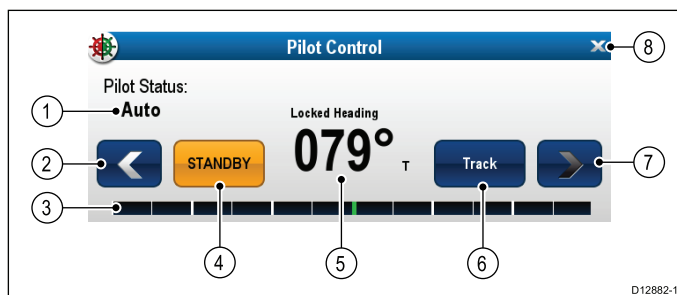 Pilot Control
8
Pilot Status:
1
Auto
Locked Heading
2
STANDBY
079° T
Track
7
3
4
5
6
D12882-1